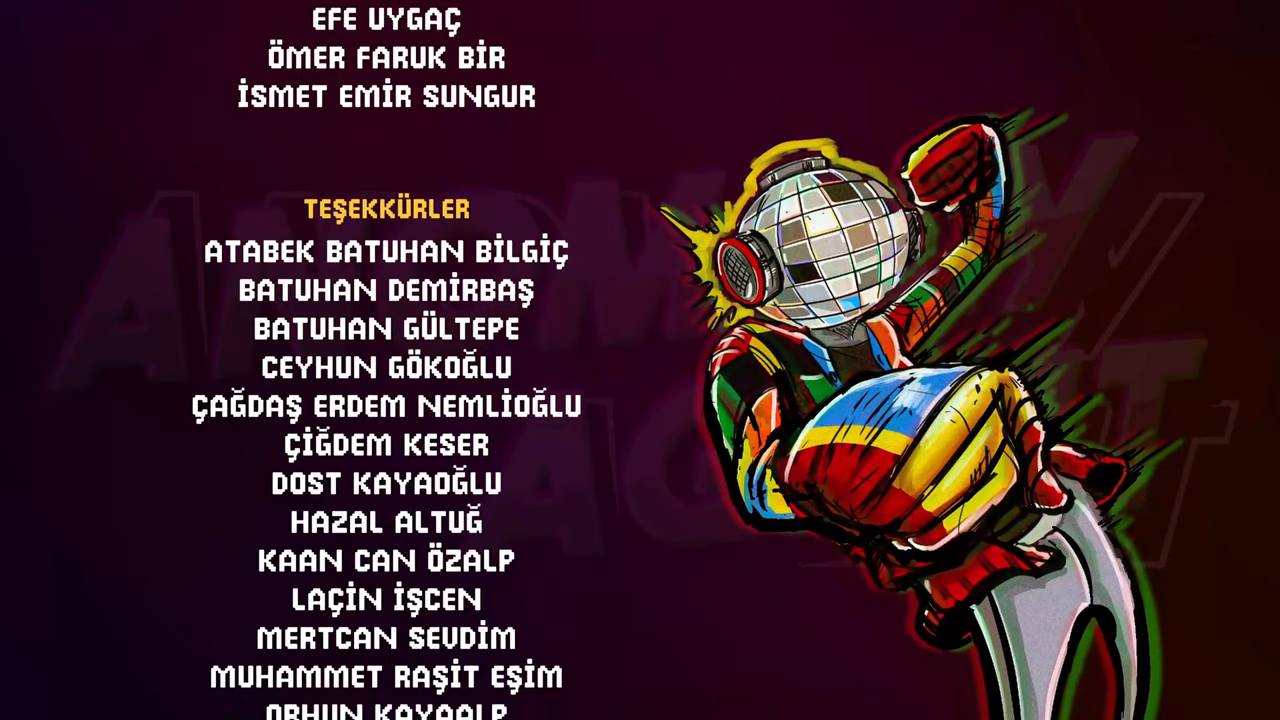 EFE UYGAÇ
ÖMER FARUK BİR
İSMET EMİR SUNGUR
TEŞEKKÜRLER
ATABEK BATUHAN BİLGİÇ
BATUHAN DEMİRBAŞ
BATUHAN GÜLTEPE
CEYHUN GÖKOĞLU
ÇAĞDAŞ ERDEM NEMLİOĞLU
ÇİĞDEM KESER
DOST KAYAOĞLU
HAZAL ALTUĞ
KAAN CAN ÖZALP
LAÇİN İŞCEN
MERTCAN SEVDİM
MUHAMMET RAŞİT EŞİM
ORHUN KAYAALP